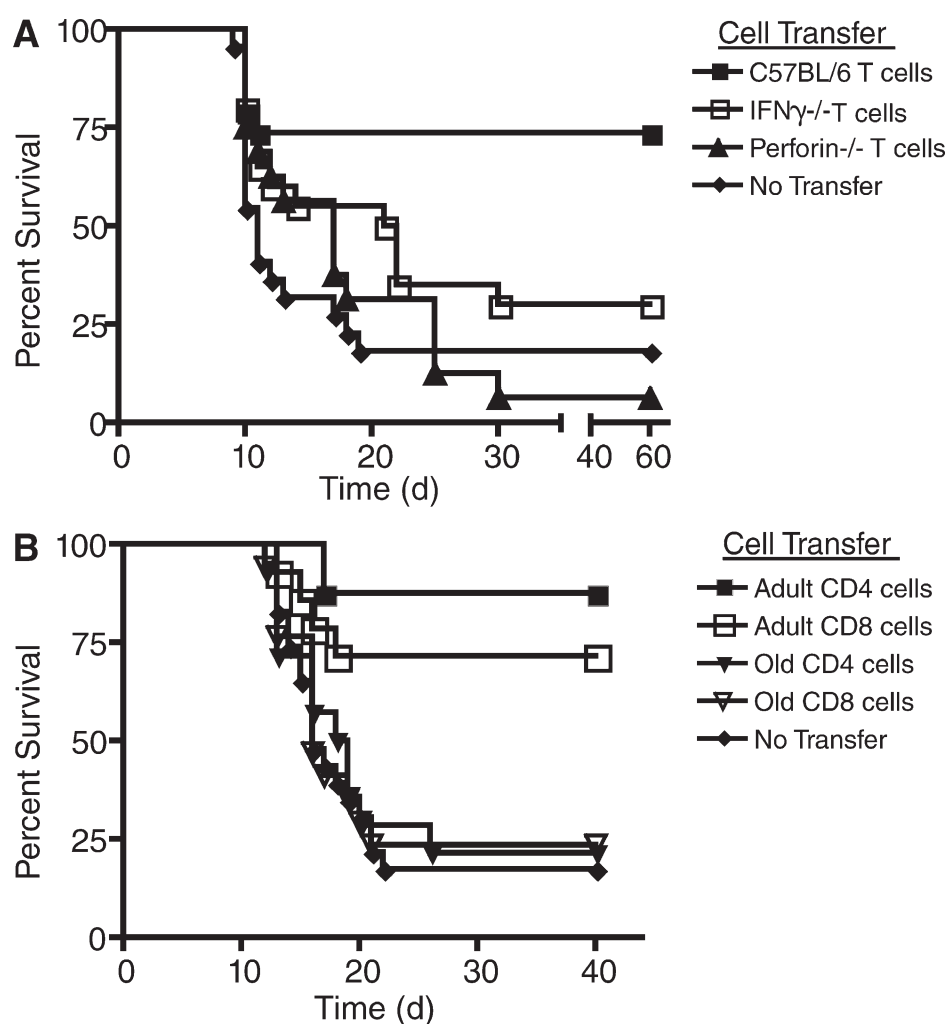 A
Cell Transfer
C57BL/6 T cells
IFNγ-/-T cells
Perforin-/- T cells
No Transfer
Percent Survival
100
75
50
25
0
0 10 20 30 40 60
Time (d)
B
Cell Transfer
Adult CD4 cells
Adult CD8 cells
Old CD4 cells
Old CD8 cells
No Transfer
Percent Survival
100
75
50
25
0
0 10 20 30 40
Time (d)